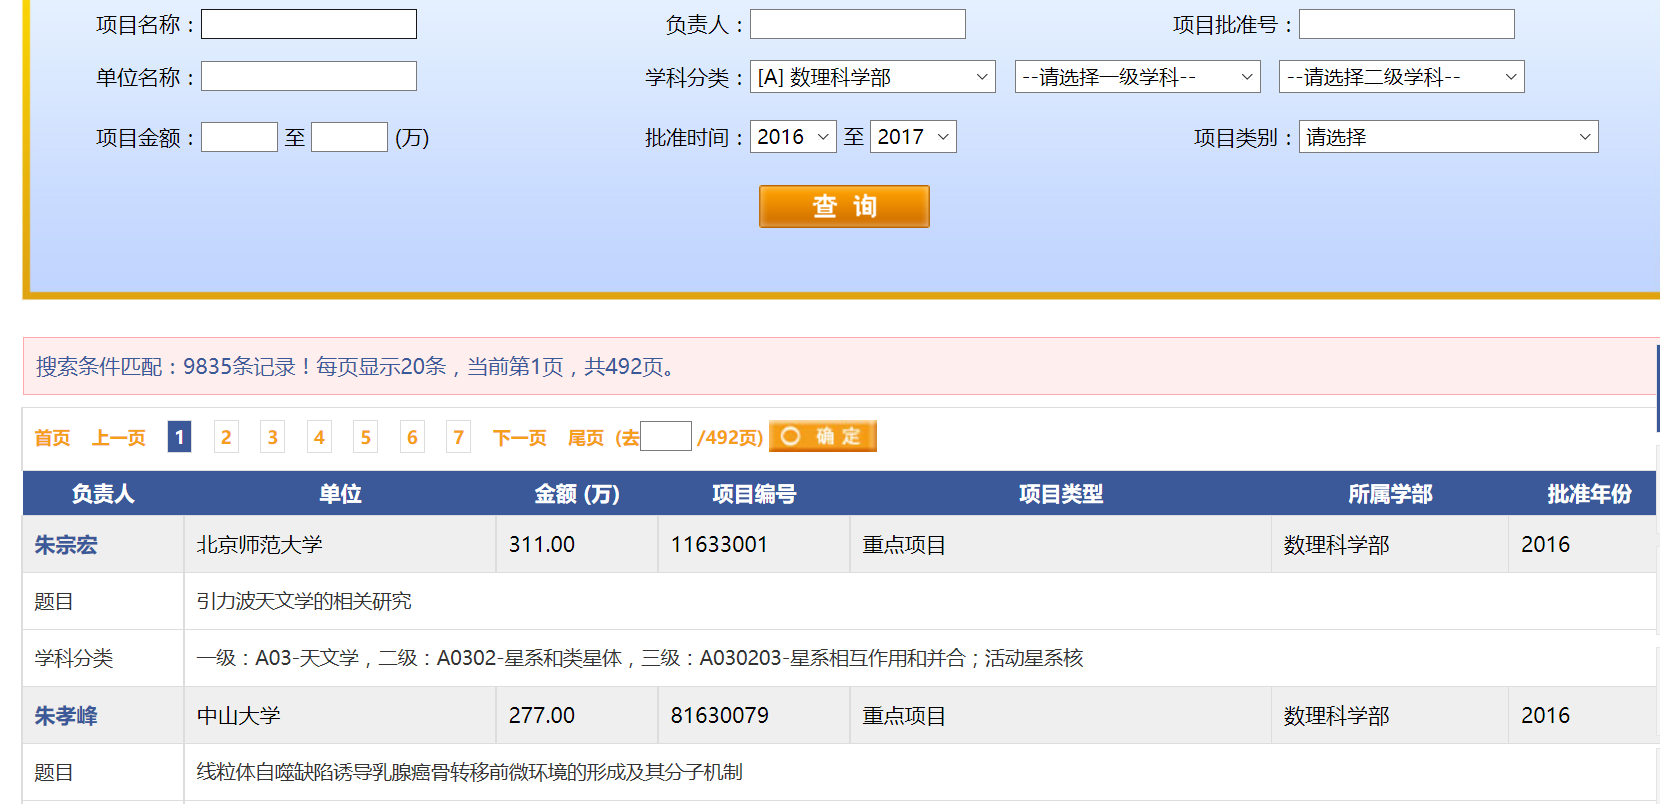 项目名称： 负责人： 项目批准号：
单位名称： 学科分类： [A] 数理科学部 --请选择一级学科-- --请选择二级学科--
项目金额： 至 (万) 批准时间： 2016 至 2017 项目类别： 请选择
查 询
搜索条件匹配：9835条记录！每页显示20条，当前第1页，共492页。
首页 上一页 1 2 3 4 5 6 7 下一页 尾页 (去 /492页) 确 定
负责人 单位 金额 (万) 项目编号 项目类型 所属学部 批准年份
朱宗宏 北京师范大学 311.00 11633001 重点项目 数理科学部 2016
题目 引力波天文学的相关研究
学科分类 一级：A03-天文学，二级：A0302-星系和类星体，三级：A030203-星系相互作用和并合；活动星系核
朱孝峰 中山大学 277.00 81630079 重点项目 数理科学部 2016
题目 线粒体自噬缺陷诱导乳腺癌骨转移前微环境的形成及其分子机制